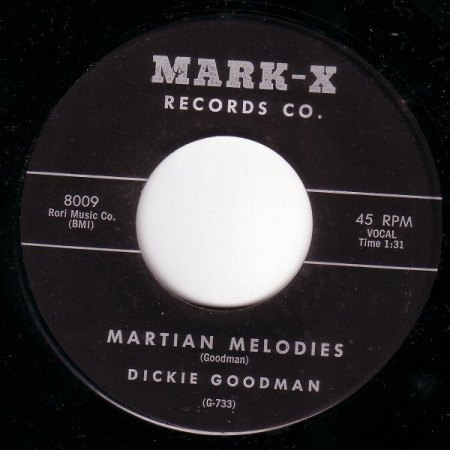 MARK-X
RECORDS CO.
8009
Rori Music Co.
(BMI)
45 RPM
VOCAL
Time 1:31
MARTIAN MELODIES
(Goodman)
DICKIE GOODMAN
(G-733)